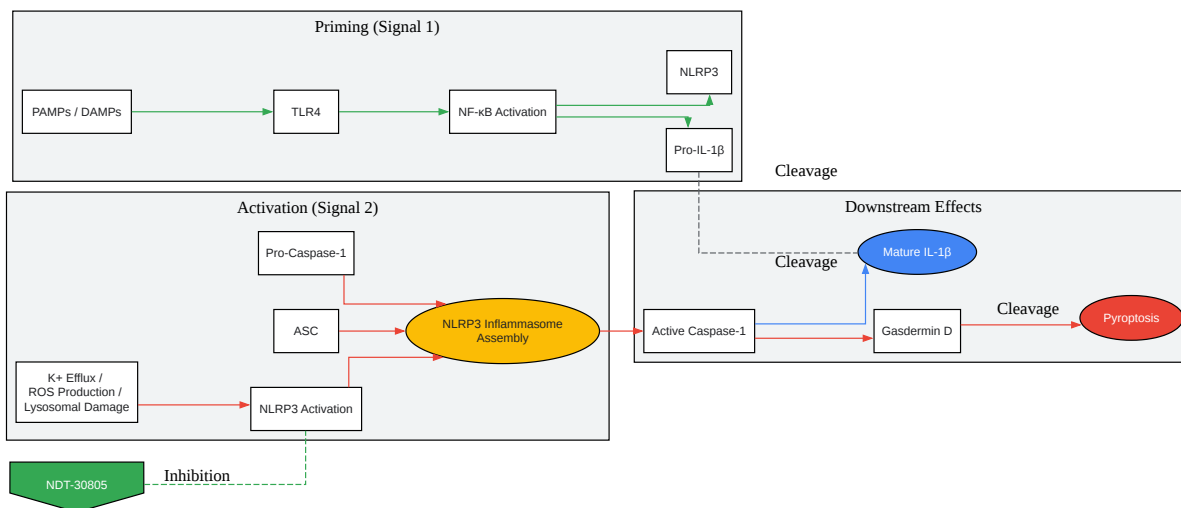 Priming (Signal 1)
NLRP3
PAMPs / DAMPs
TLR4
NF-κB Activation
Pro-IL-1β
Cleavage
Activation (Signal 2)
Downstream Effects
Pro-Caspase-1
Mature IL-1β
Cleavage
ASC
NLRP3 Inflammasome
Assembly
Active Caspase-1
Gasdermin D
Cleavage
Pyroptosis
K+ Efflux /
ROS Production /
Lysosomal Damage
NLRP3 Activation
NDT-30805
Inhibition